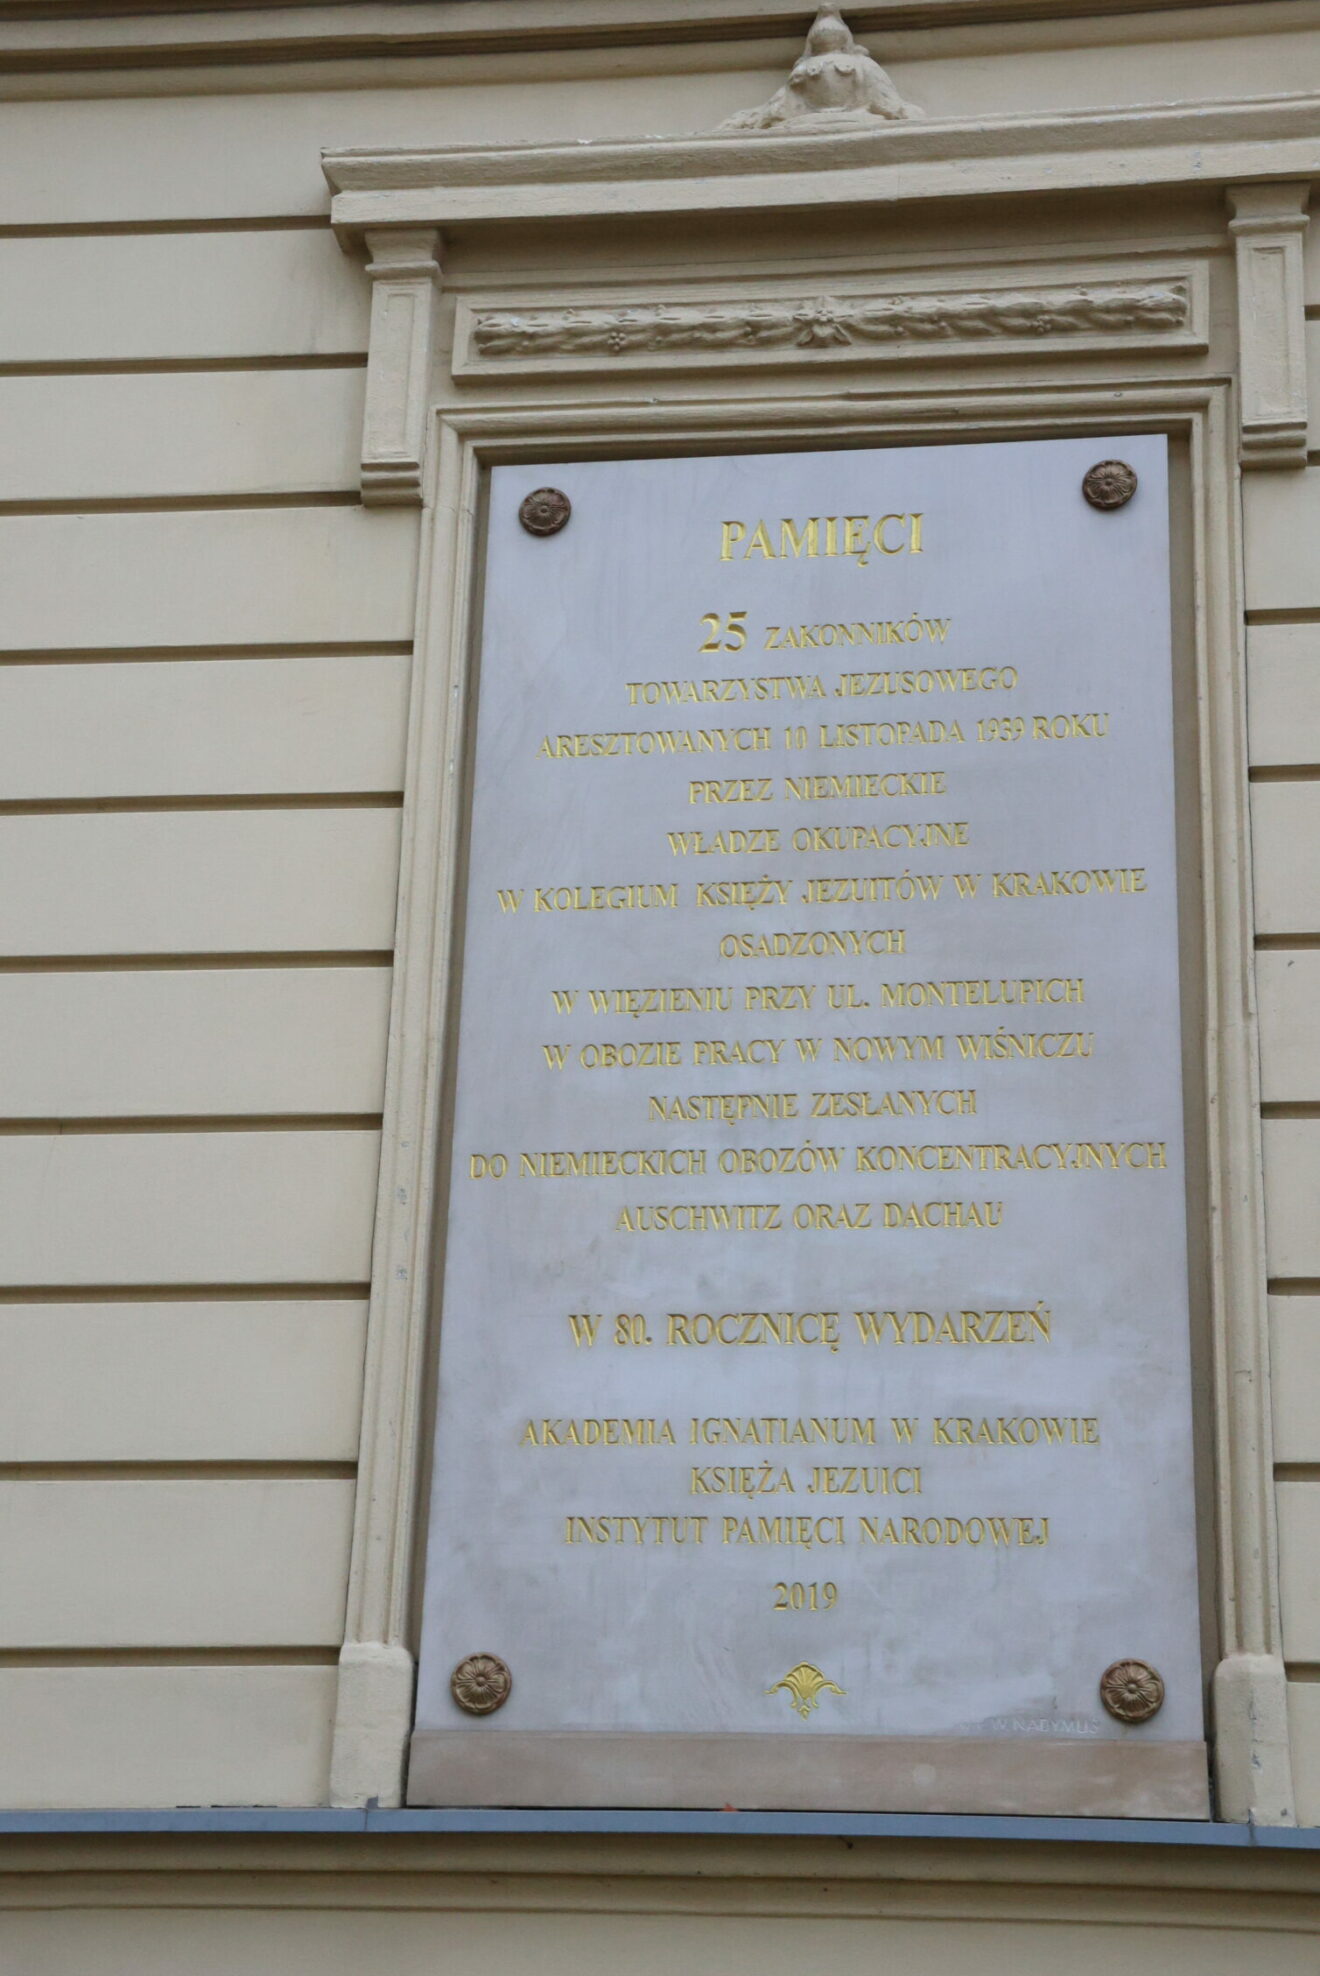 PAMIĘCI
25 ZAKONNIKÓW
TOWARZYSTWA JEZUSOWEGO
ARESZTOWANYCH 10 LISTOPADA 1939 ROKU
PRZEZ NIEMIECKIE
WŁADZE OKUPACYJNE
W KOLEGIUM KSIĘŻY JEZUITÓW W KRAKOWIE
OSADZONYCH
W WIĘZIENIU PRZY UL. MONTELUPICH
W OBOZIE PRACY W NOWYM WIŚNICZU
NASTĘPNIE ZESŁANYCH
DO NIEMIECKICH OBOZÓW KONCENTRACYJNYCH
AUSCHWITZ ORAZ DACHAU
W 80. ROCZNICĘ WYDARZEŃ
AKADEMIA IGNATIANUM W KRAKOWIE
KSIĘŻA JEZUICI
INSTYTUT PAMIĘCI NARODOWEJ
2019
W. NADYMUS